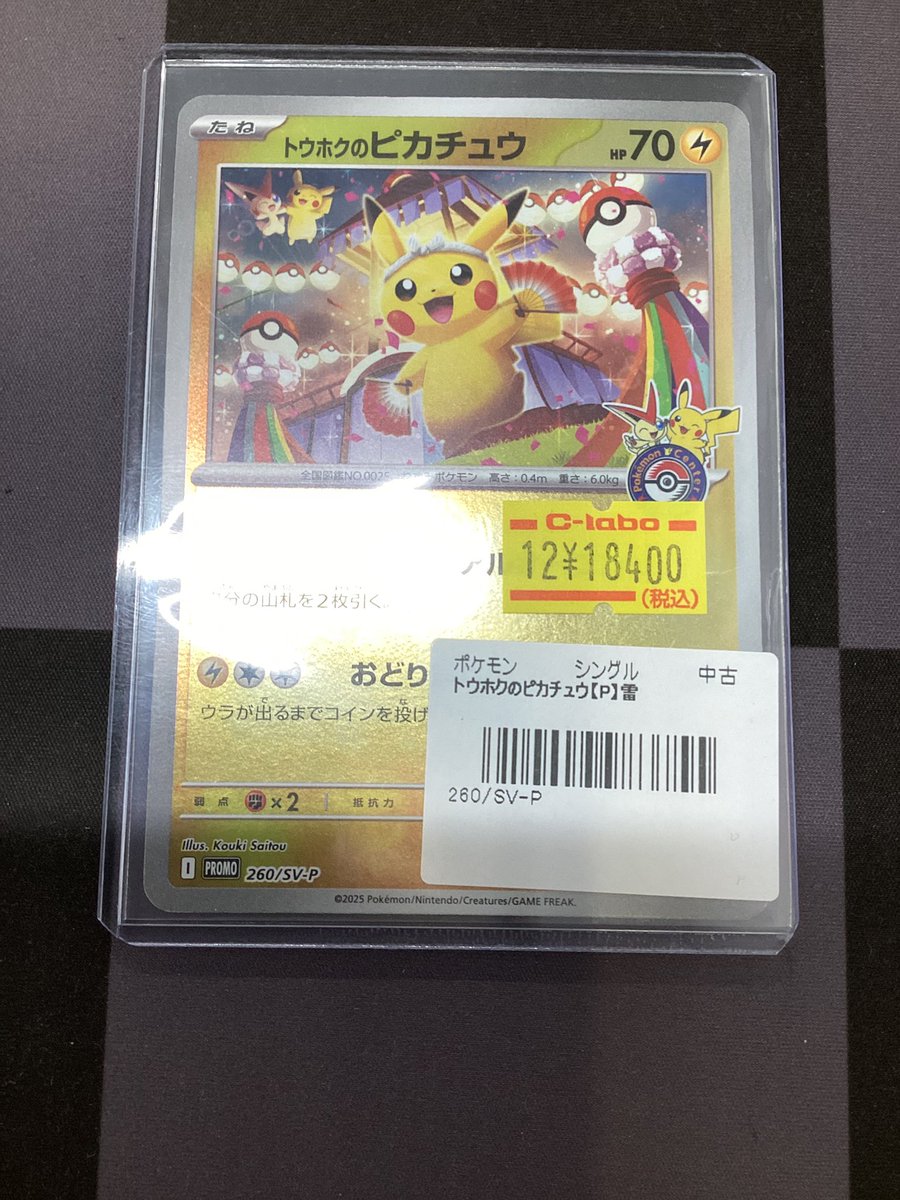 たね
トウホクのピカチュウ HP70
全国図鑑NO.0025 ポケモン 高さ：0.4m 重さ：6.0kg
Pokémon Center
C-labo
12¥18400
(税込)
分の山札を2枚引く。
おどり
ウラが出るまでコインを投げ
ポケモン シングル 中古
トウホクのピカチュウ【P】雷
260/SV-P
弱点 ×2 抵抗力
Illus. Kouki Saitou
I PROMO 260/SV-P
©2025 Pokémon/Nintendo/Creatures/GAME FREAK.